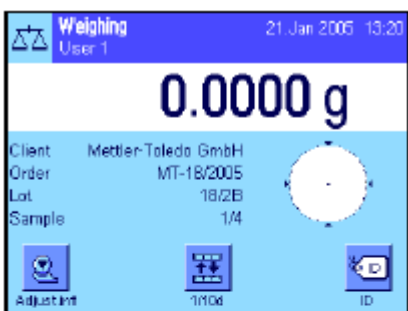 Weighing 21.Jan 2005 13:20
User 1
0.0000 g
Client Mettler-Toledo GmbH
Order MT-18/2005
Lot 18/2B
Sample 1/4
D
Adjust.int 1/10d ID